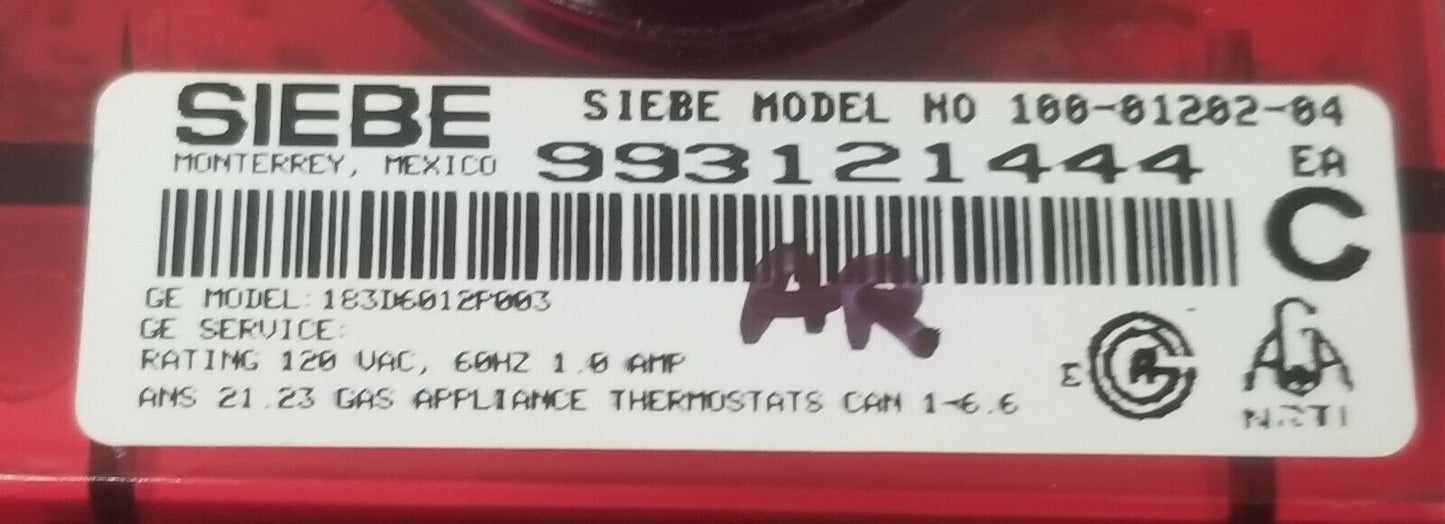 SIEBE
SIEBE MODEL NO 100-01202-04
MONTERREY, MEXICO
993121444 EA
C
AR
GE MODEL: 183D6012P003
GE SERVICE:
RATING 120 VAC, 60HZ 1.0 AMP
ANS 21.23 GAS APPLIANCE THERMOSTATS CAN 1-6.6
AGA